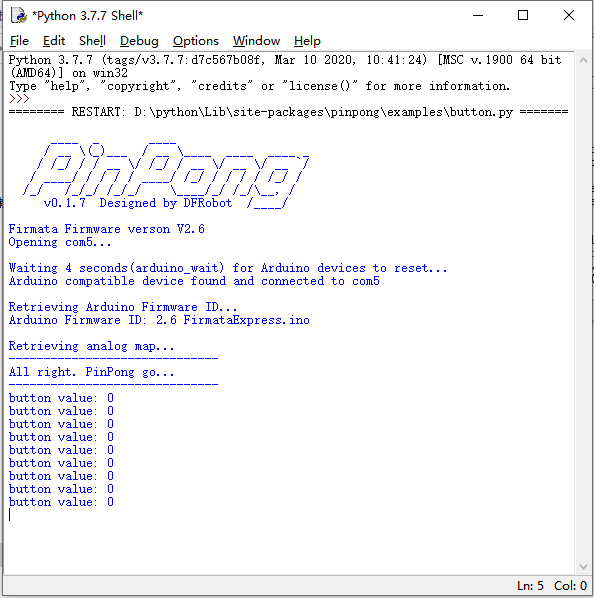 *Python 3.7.7 Shell*
File Edit Shell Debug Options Window Help
Python 3.7.7 (tags/v3.7.7:d7c567b08f, Mar 10 2020, 10:41:24) [MSC v.1900 64 bit
(AMD64)] on win32
Type "help", "copyright", "credits" or "license()" for more information.
>>>
======== RESTART: D:\python\Lib\site-packages\pinpong\examples\button.py =======
PinPong
v0.1.7 Designed by DFRobot
Firmata Firmware verson V2.6
Opening com5...
Waiting 4 seconds(arduino_wait) for Arduino devices to reset...
Arduino compatible device found and connected to com5
Retrieving Arduino Firmware ID...
Arduino Firmware ID: 2.6 FirmataExpress.ino
Retrieving analog map...
------------------------------
All right. PinPong go...
------------------------------
button value: 0
button value: 0
button value: 0
button value: 0
button value: 0
button value: 0
button value: 0
button value: 0
button value: 0
Ln: 5 Col: 0